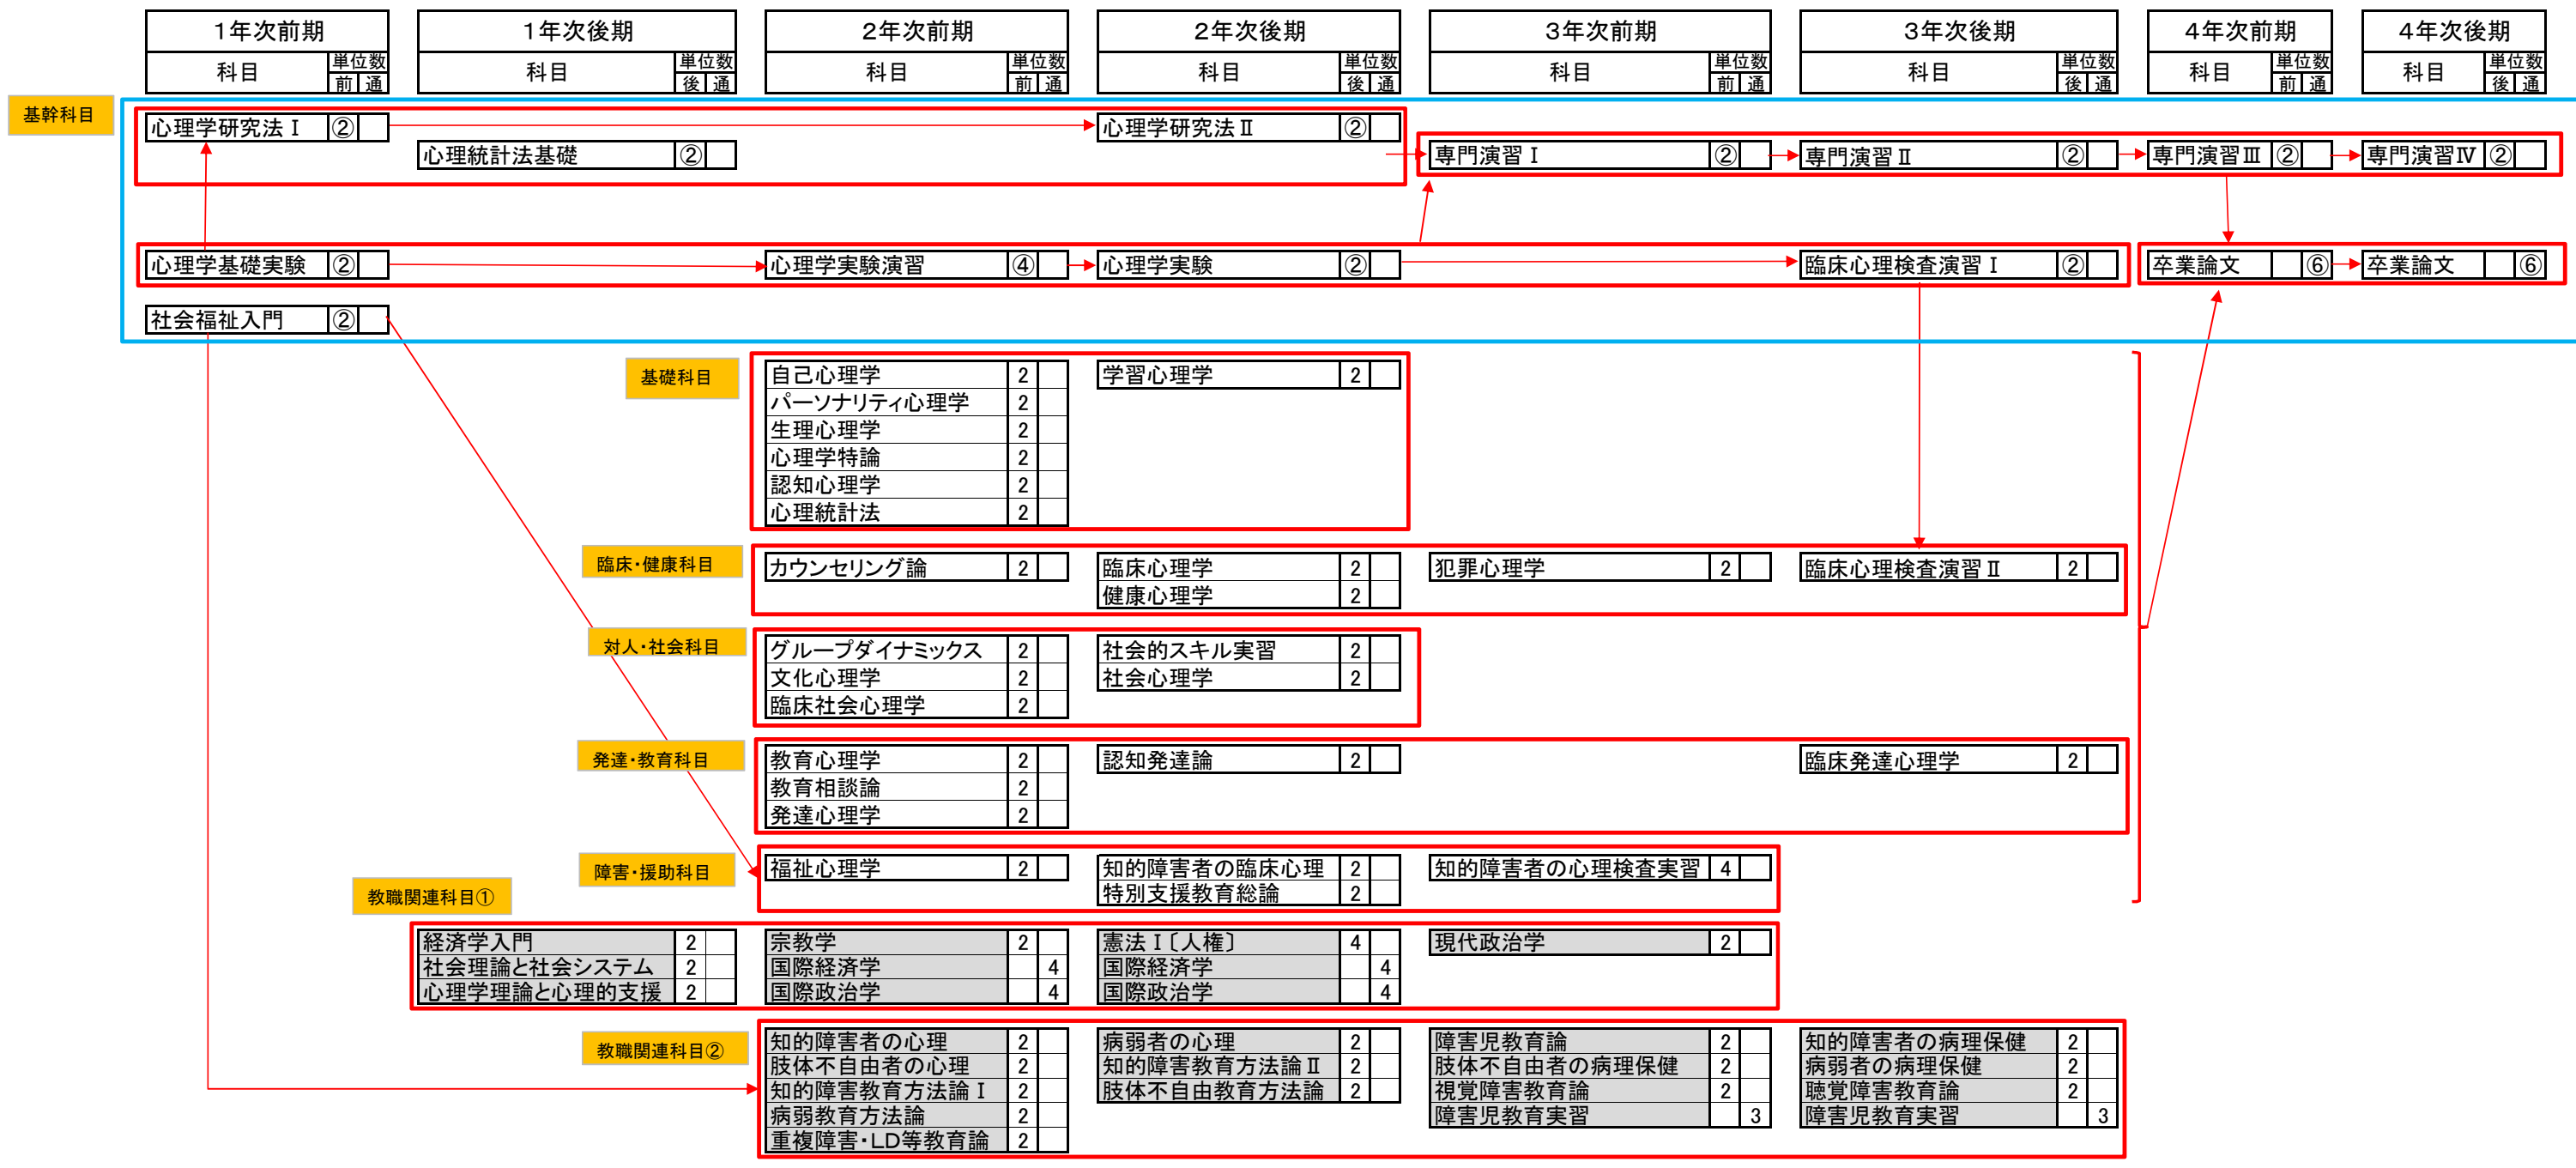 1年次前期 1年次後期 2年次前期 2年次後期 3年次前期 3年次後期 4年次前期 4年次後期
科目 単位数 科目 単位数 科目 単位数 科目 単位数 科目 単位数 科目 単位数 科目 単位数 科目 単位数
前 通 後 通 前 通 後 通 前 通 後 通 前 通 後 通
基幹科目
心理学研究法Ⅰ ② 心理学研究法Ⅱ ②
心理統計法基礎 ② 専門演習Ⅰ ② 専門演習Ⅱ ② 専門演習Ⅲ ② 専門演習Ⅳ ②
心理学基礎実験 ② 心理学実験演習 ④ 心理学実験 ② 臨床心理検査演習Ⅰ ② 卒業論文 ⑥ 卒業論文 ⑥
社会福祉入門 ②
基礎科目
自己心理学 2 学習心理学 2
パーソナリティ心理学 2
生理心理学 2
心理学特論 2
認知心理学 2
心理統計法 2
臨床・健康科目
カウンセリング論 2 臨床心理学 2 犯罪心理学 2 臨床心理検査演習Ⅱ 2
健康心理学 2
対人・社会科目
グループダイナミックス 2 社会的スキル実習 2
文化心理学 2 社会心理学 2
臨床社会心理学 2
発達・教育科目
教育心理学 2 認知発達論 2 臨床発達心理学 2
教育相談論 2
発達心理学 2
障害・援助科目
福祉心理学 2 知的障害者の臨床心理 2 知的障害者の心理検査実習 4
特別支援教育総論 2
教職関連科目①
経済学入門 2 宗教学 2 憲法Ⅰ〔人権〕 4 現代政治学 2
社会理論と社会システム 2 国際経済学 4 国際経済学 4
心理学理論と心理的支援 2 国際政治学 4 国際政治学 4
教職関連科目②
知的障害者の心理 2 病弱者の心理 2 障害児教育論 2 知的障害者の病理保健 2
肢体不自由者の心理 2 知的障害教育方法論Ⅱ 2 肢体不自由者の病理保健 2 病弱者の病理保健 2
知的障害教育方法論Ⅰ 2 肢体不自由教育方法論 2 視覚障害教育論 2 聴覚障害教育論 2
病弱教育方法論 2 障害児教育実習 3 障害児教育実習 3
重複障害・LD等教育論 2